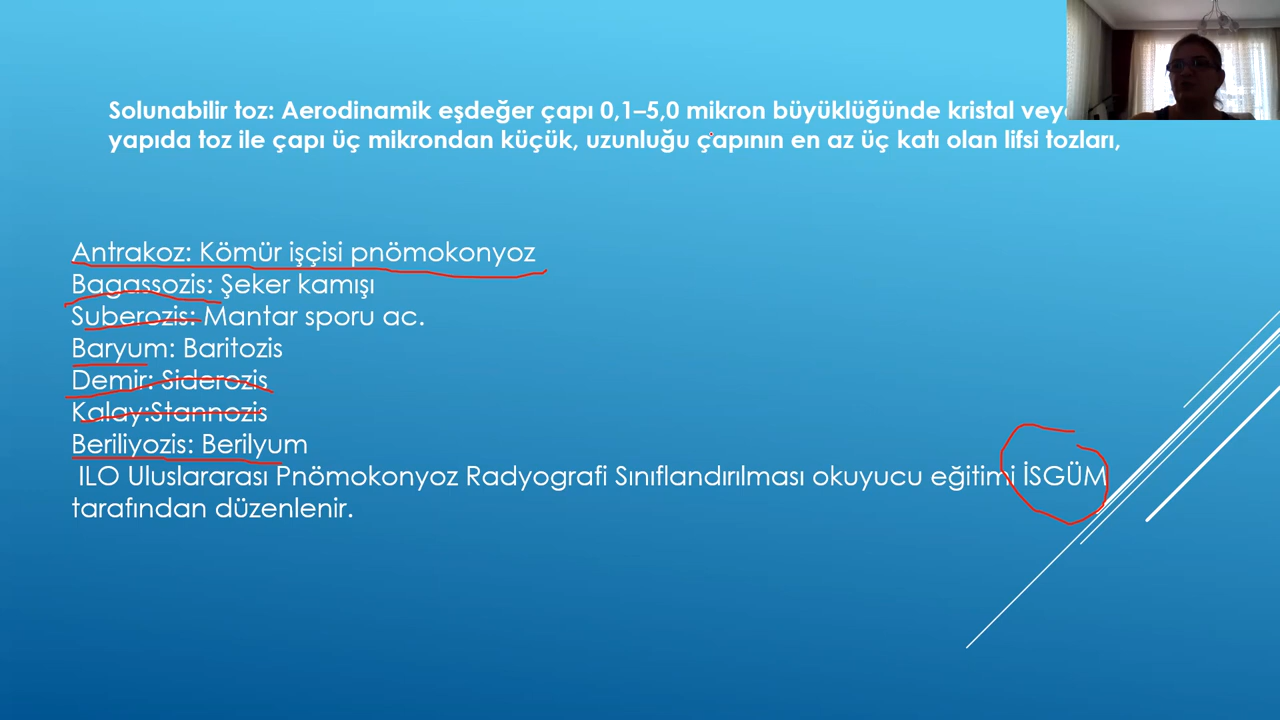 Solunabilir toz: Aerodinamik eşdeğer çapı 0,1–5,0 mikron büyüklüğünde kristal
yapıda toz ile çapı üç mikrondan küçük, uzunluğu çapının en az üç katı olan lifsi tozları,
Antrakoz: Kömür işçisi pnömokonyoz
Bagassozis: Şeker kamışı
Suberozis: Mantar sporu ac.
Baryum: Baritozis
Demir: Siderozis
Kalay:Stannozis
Beriliyozis: Berilyum
ILO Uluslararası Pnömokonyoz Radyografi Sınıflandırılması okuyucu eğitimi İSGÜM
tarafından düzenlenir.